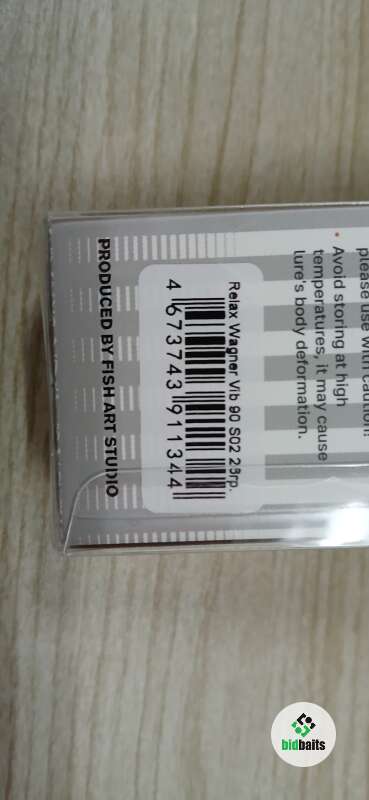 please use with caution!
• Avoid storing at high
temperatures, it may cause
lure's body deformation.
Relax Wagner Vib 90 S02 23гр.
4 673743 911344
PRODUCED BY FISH ART STUDIO
bidbaits